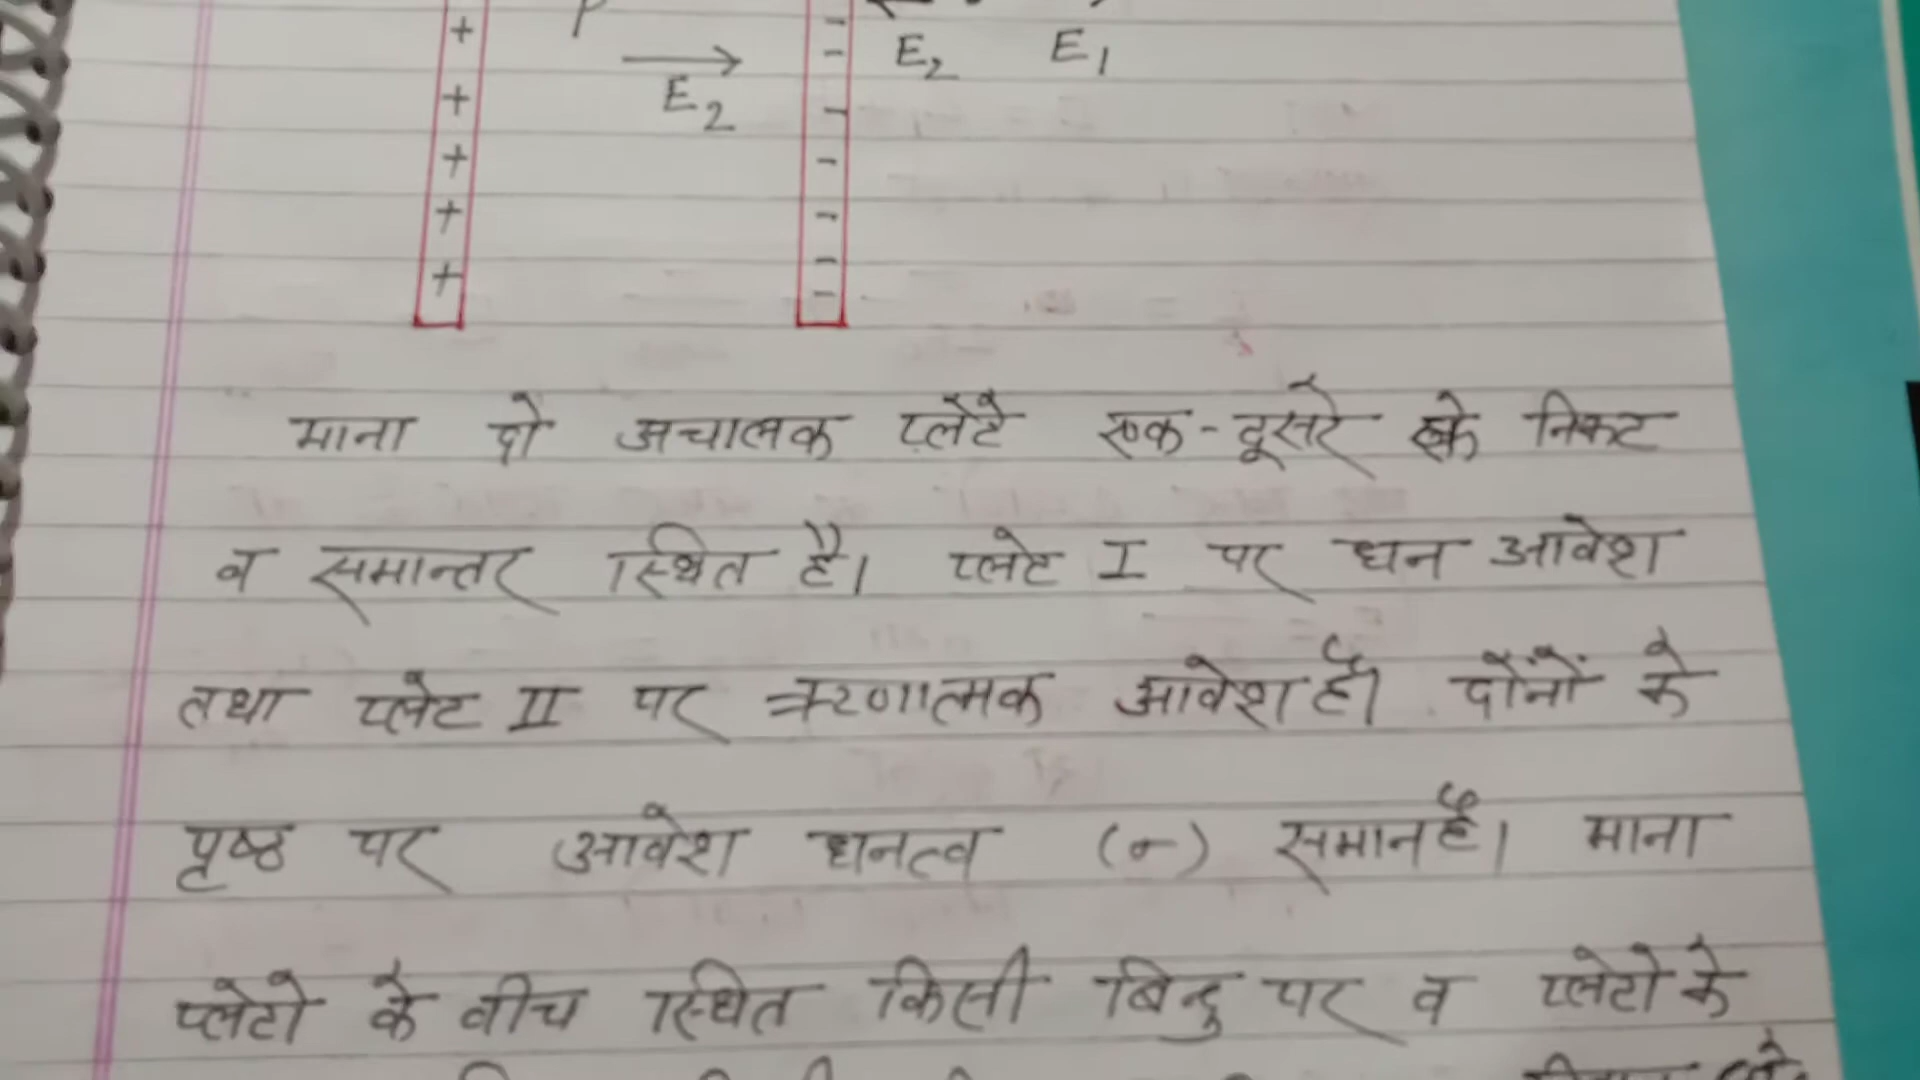 + P - E₂ E₁
+ → E₂ -
+ -
+ -
+ -
-
माना दो अचालक प्लेटे एक-दूसरे के निकट
व समान्तर स्थित है। प्लेट I पर धन आवेश
तथा प्लेट II पर ऋणात्मक आवेश है। दोनों के
पृष्ठ पर आवेश घनत्व (σ) समान है। माना
प्लेटो के बीच स्थित किसी बिन्दु पर व प्लेटो के